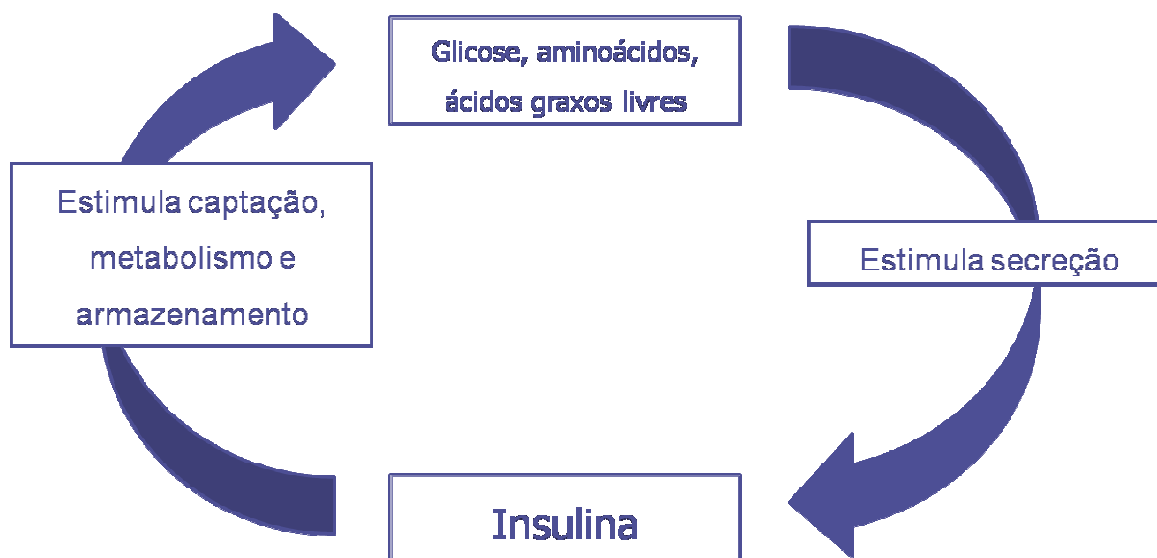 Glicose, aminoácidos,
ácidos graxos livres
Estimula captação,
metabolismo e
armazenamento
Estimula secreção
Insulina